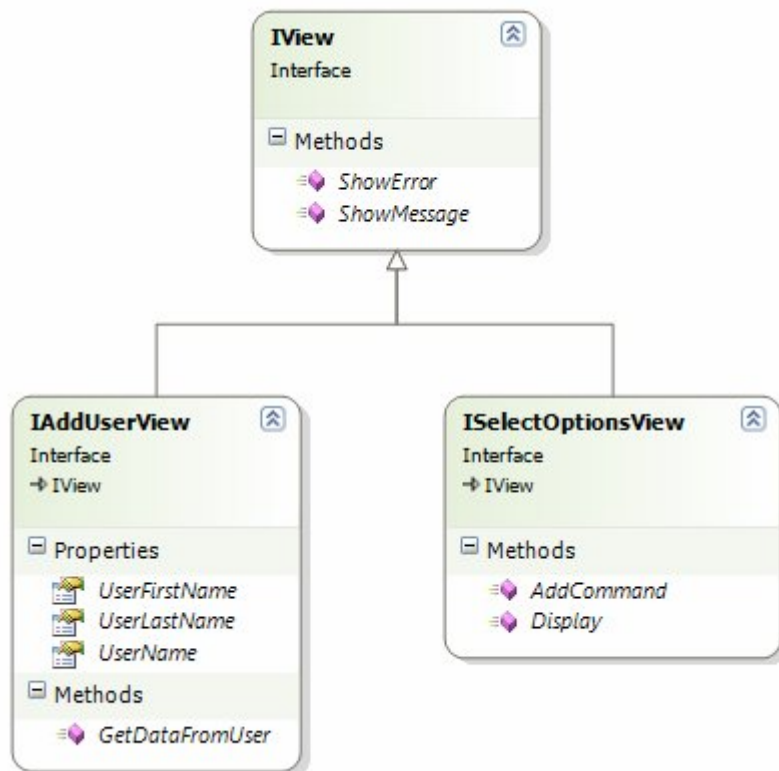 IView
Interface
Methods
ShowError
ShowMessage
IAddUserView
Interface
IView
Properties
UserFirstName
UserLastName
UserName
Methods
GetDataFromUser
ISelectOptionsView
Interface
IView
Methods
AddCommand
Display